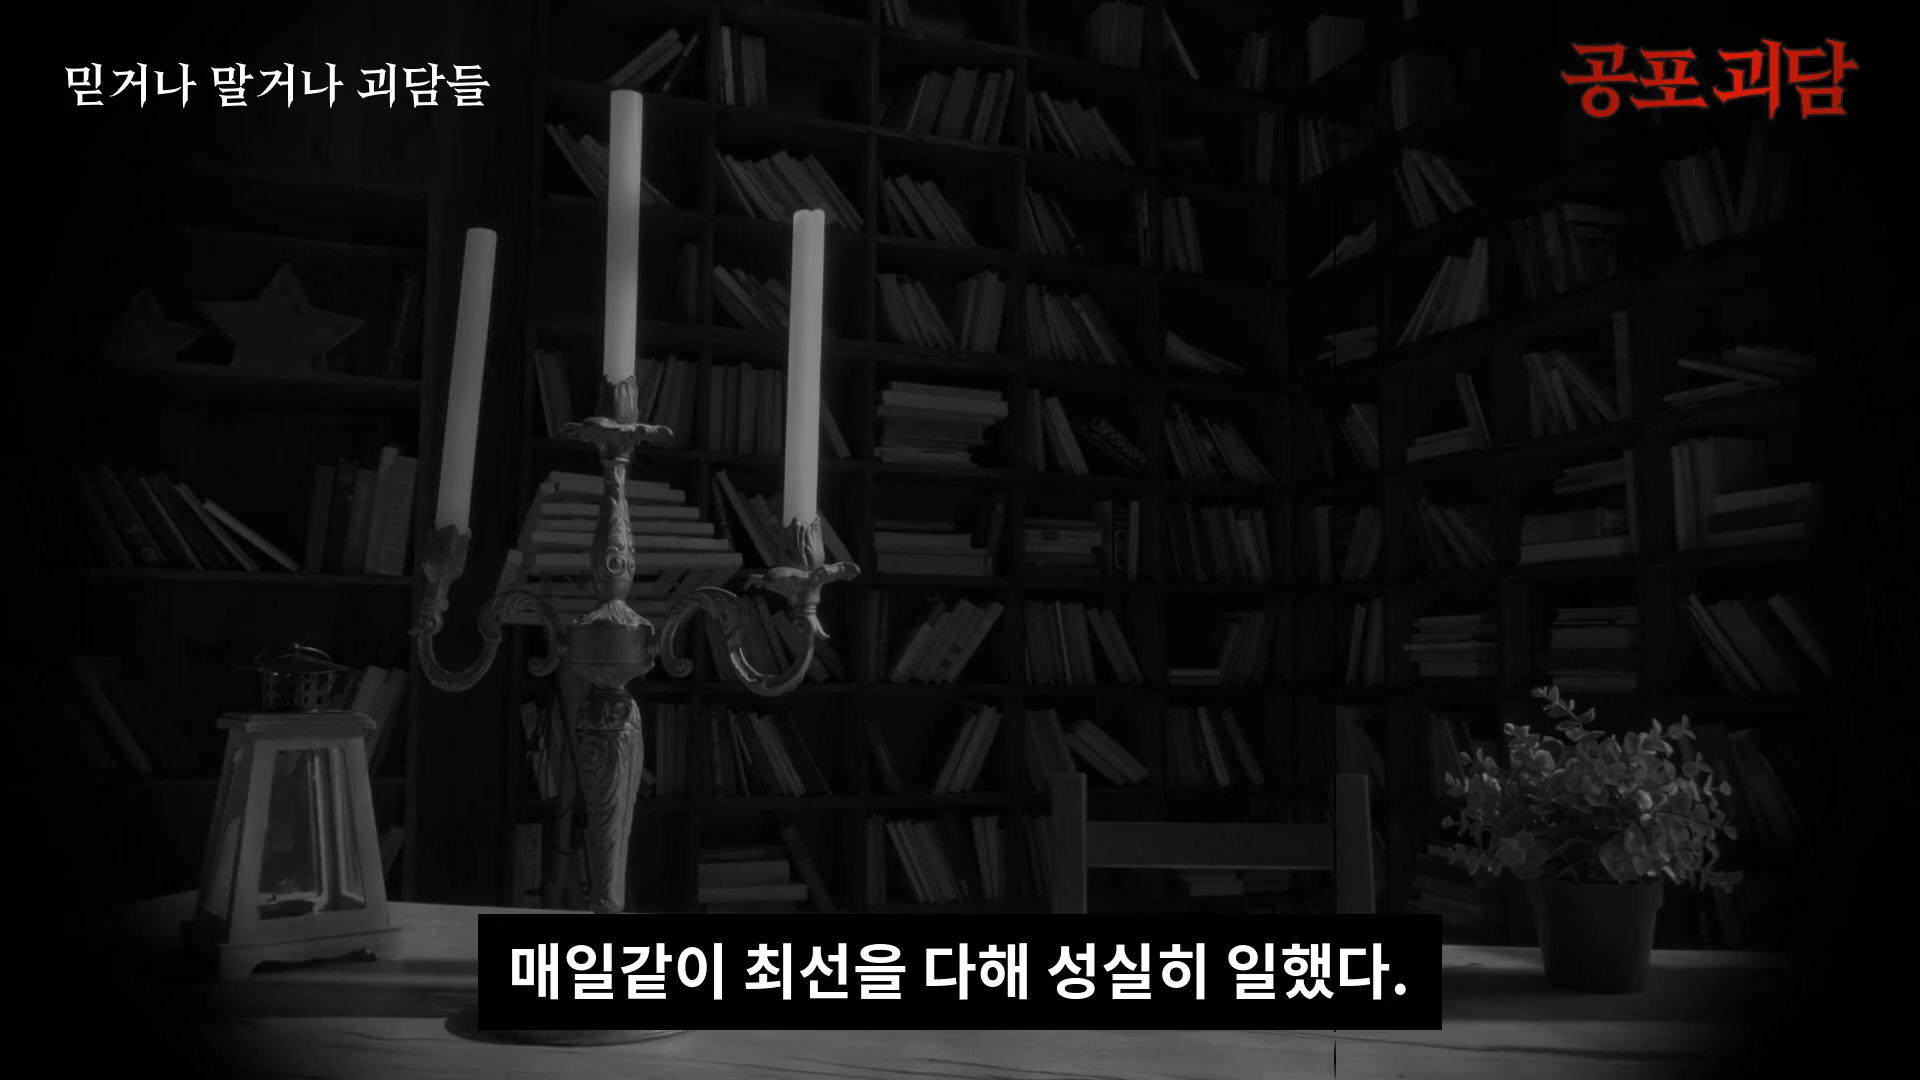 믿거나 말거나 괴담들
공포괴담
매일같이 최선을 다해 성실히 일했다.